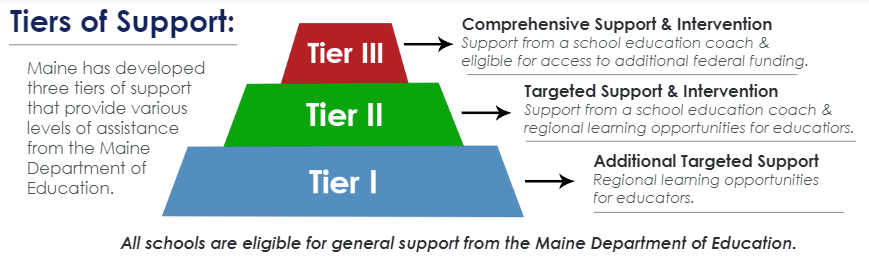 Tiers of Support:
Maine has developed
three tiers of support
that provide various
levels of assistance
from the Maine
Department of
Education.
Tier III
Comprehensive Support & Intervention
Support from a school education coach &
eligible for access to additional federal funding.
Tier II
Targeted Support & Intervention
Support from a school education coach &
regional learning opportunities for educatiors.
Tier I
Additional Targeted Support
Regional learning opportunities
for educators.
All schools are eligible for general support from the Maine Department of Education.